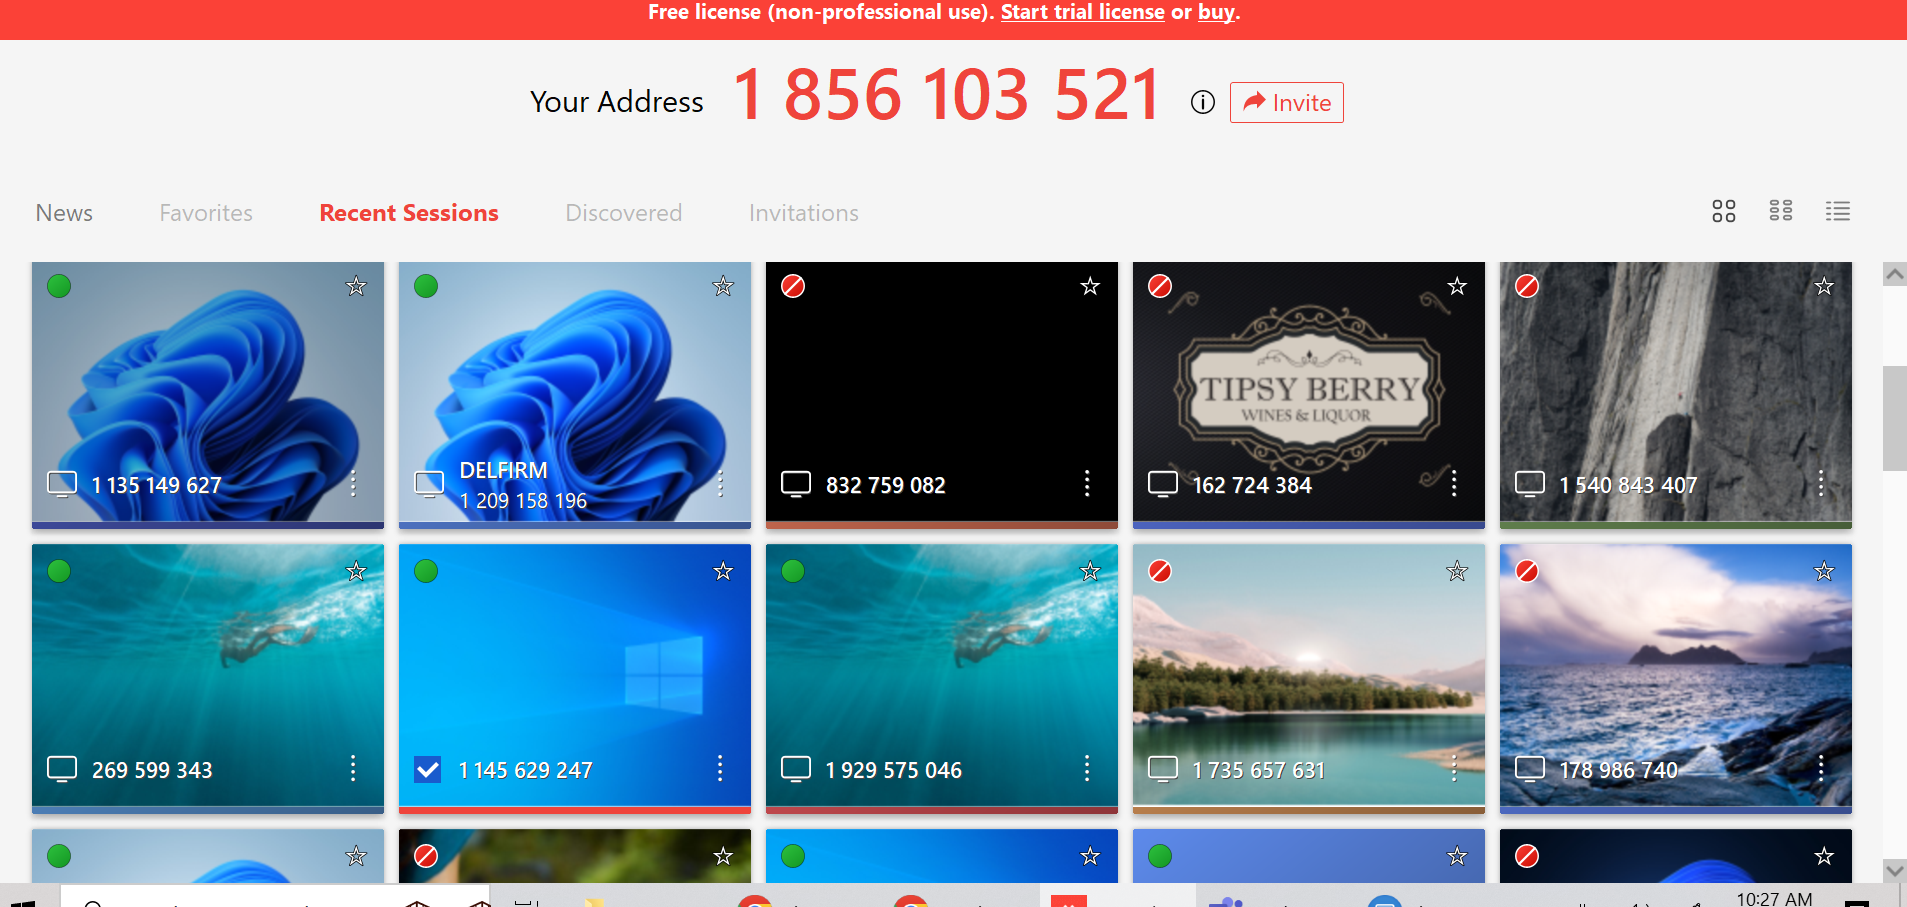 Free license (non-professional use). Start trial license or buy.
Your Address 1 856 103 521 Invite
News Favorites Recent Sessions Discovered Invitations
TIPSY BERRY
WINES & LIQUOR
1 135 149 627
DELFIRM
1 209 158 196
832 759 082
162 724 384
1 540 843 407
269 599 343
1 145 629 247
1 929 575 046
1 735 657 631
178 986 740
10:27 AM